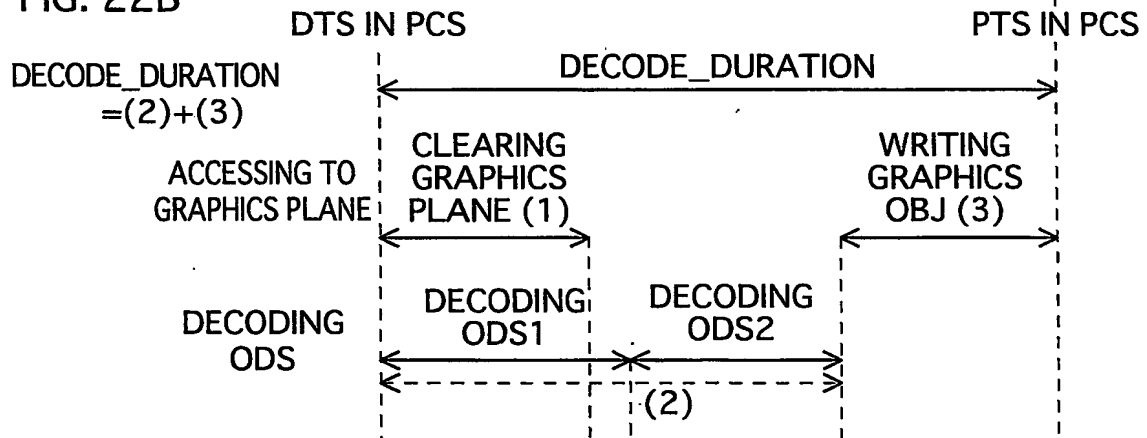 FIG. 22B
DTS IN PCS
PTS IN PCS
DECODE_DURATION
=(2)+(3)
DECODE_DURATION
ACCESSING TO
GRAPHICS PLANE
CLEARING
GRAPHICS
PLANE (1)
WRITING
GRAPHICS
OBJ (3)
DECODING
ODS
DECODING
ODS1
DECODING
ODS2
(2)